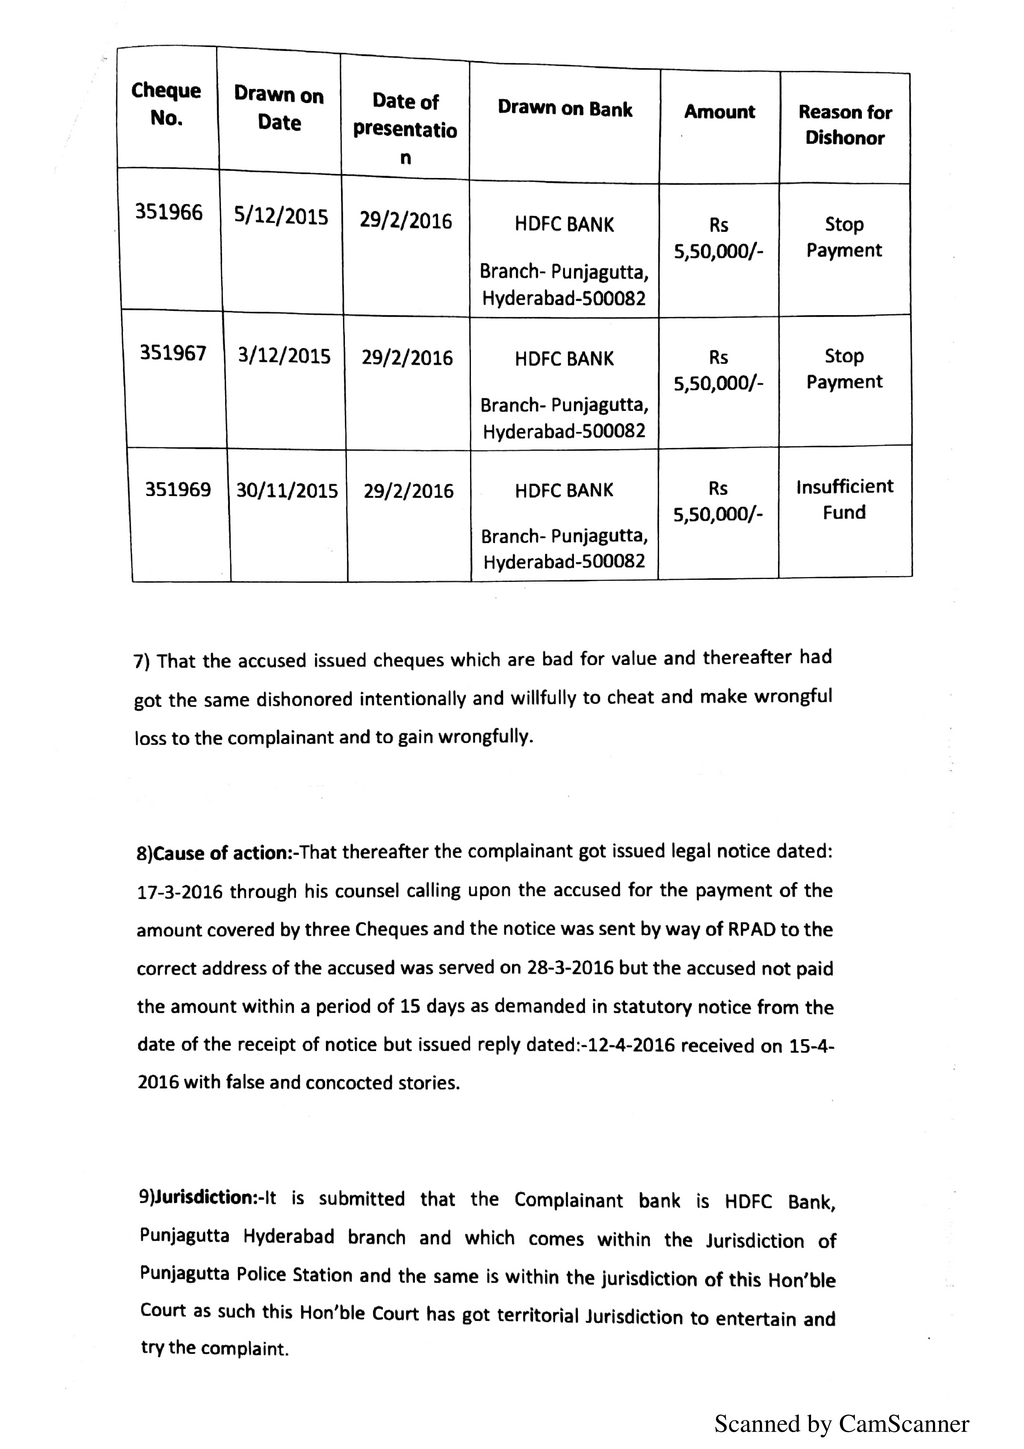 Cheque No. | Drawn on Date | Date of presentatio n | Drawn on Bank | Amount | Reason for Dishonor
351966 | 5/12/2015 | 29/2/2016 | HDFC BANK Branch- Punjagutta, Hyderabad-500082 | Rs 5,50,000/- | Stop Payment
351967 | 3/12/2015 | 29/2/2016 | HDFC BANK Branch- Punjagutta, Hyderabad-500082 | Rs 5,50,000/- | Stop Payment
351969 | 30/11/2015 | 29/2/2016 | HDFC BANK Branch- Punjagutta, Hyderabad-500082 | Rs 5,50,000/- | Insufficient Fund
7) That the accused issued cheques which are bad for value and thereafter had
got the same dishonored intentionally and willfully to cheat and make wrongful
loss to the complainant and to gain wrongfully.
8)Cause of action:-That thereafter the complainant got issued legal notice dated:
17-3-2016 through his counsel calling upon the accused for the payment of the
amount covered by three Cheques and the notice was sent by way of RPAD to the
correct address of the accused was served on 28-3-2016 but the accused not paid
the amount within a period of 15 days as demanded in statutory notice from the
date of the receipt of notice but issued reply dated:-12-4-2016 received on 15-4-
2016 with false and concocted stories.
9)Jurisdiction:-It is submitted that the Complainant bank is HDFC Bank,
Punjagutta Hyderabad branch and which comes within the Jurisdiction of
Punjagutta Police Station and the same is within the jurisdiction of this Hon'ble
Court as such this Hon'ble Court has got territorial Jurisdiction to entertain and
try the complaint.
Scanned by CamScanner